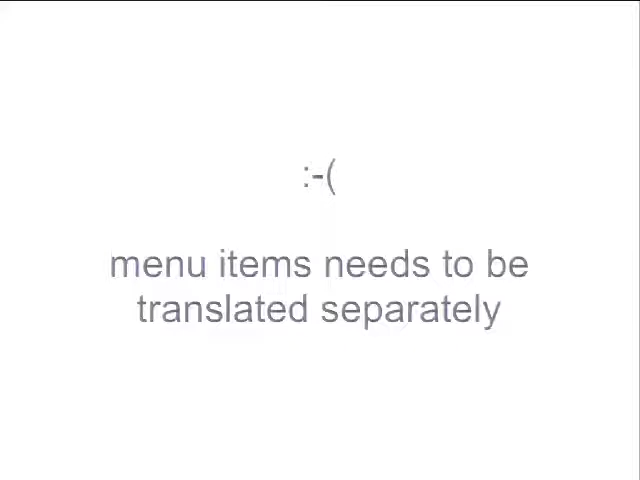 :-(
menu items needs to be
translated separately